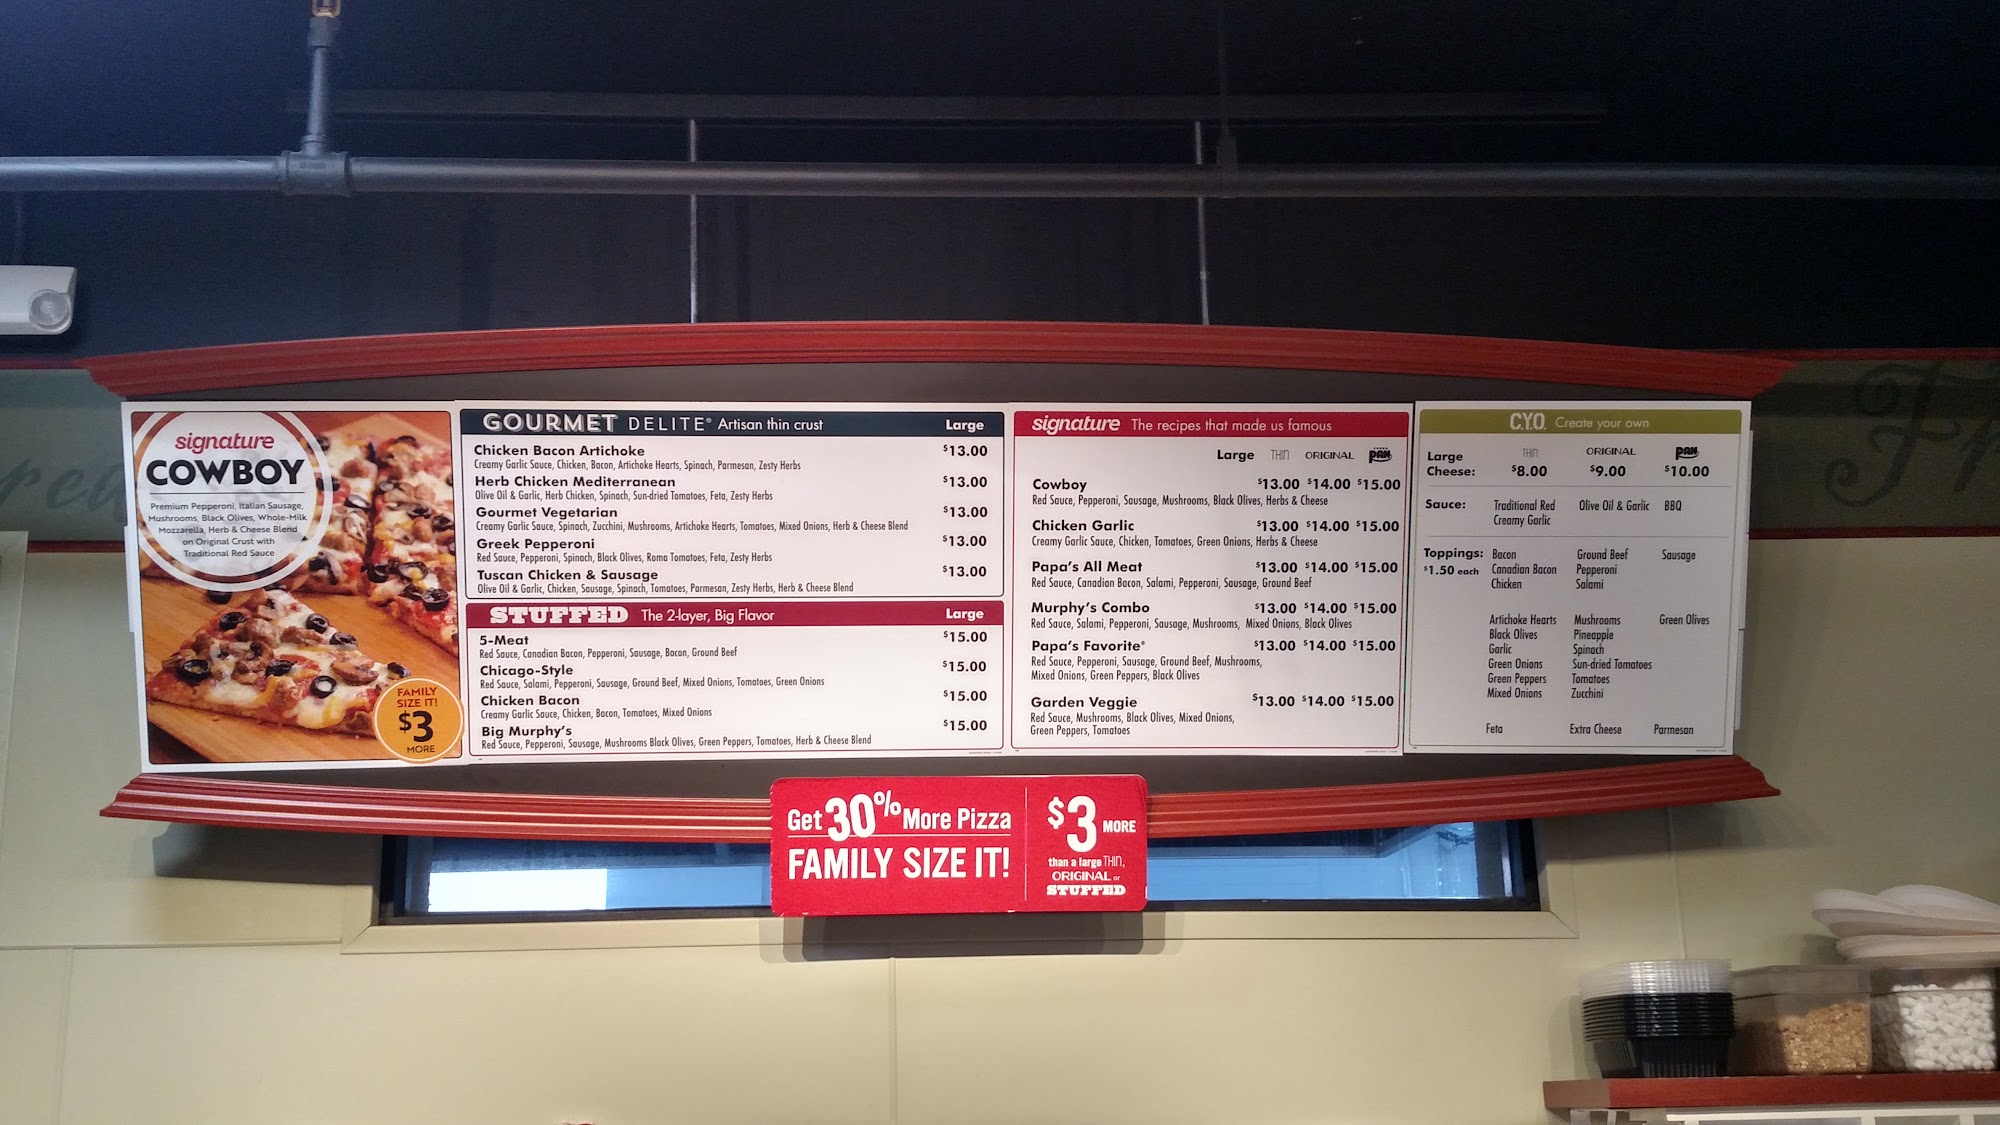 signature
COWBOY
Premium Pepperoni, Italian Sausage,
Mushrooms, Black Olives, Whole-Milk
Mozzarella, Herb & Cheese Blend
on Original Crust with
Traditional Red Sauce
FAMILY
SIZE IT!
$3
MORE
GOURMET DELITE® Artisan thin crust Large
Chicken Bacon Artichoke $13.00
Creamy Garlic Sauce, Chicken, Bacon, Artichoke Hearts, Spinach, Parmesan, Zesty Herbs
Herb Chicken Mediterranean $13.00
Olive Oil & Garlic, Herb Chicken, Spinach, Sun-dried Tomatoes, Feta, Zesty Herbs
Gourmet Vegetarian $13.00
Creamy Garlic Sauce, Spinach, Zucchini, Mushrooms, Artichoke Hearts, Tomatoes, Mixed Onions, Herb & Cheese Blend
Greek Pepperoni $13.00
Red Sauce, Pepperoni, Spinach, Black Olives, Roma Tomatoes, Feta, Zesty Herbs
Tuscan Chicken & Sausage $13.00
Olive Oil & Garlic, Chicken, Sausage, Spinach, Tomatoes, Parmesan, Zesty Herbs, Herb & Cheese Blend
STUFFED The 2-layer, Big Flavor Large
5-Meat $15.00
Red Sauce, Canadian Bacon, Pepperoni, Sausage, Bacon, Ground Beef
Chicago-Style $15.00
Red Sauce, Salami, Pepperoni, Sausage, Ground Beef, Mixed Onions, Tomatoes, Green Onions
Chicken Bacon $15.00
Creamy Garlic Sauce, Chicken, Bacon, Tomatoes, Mixed Onions
Big Murphy's $15.00
Red Sauce, Pepperoni, Sausage, Mushrooms Black Olives, Green Peppers, Tomatoes, Herb & Cheese Blend
signature The recipes that made us famous
Large THIN ORIGINAL PAN
Cowboy $13.00 $14.00 $15.00
Red Sauce, Pepperoni, Sausage, Mushrooms, Black Olives, Herbs & Cheese
Chicken Garlic $13.00 $14.00 $15.00
Creamy Garlic Sauce, Chicken, Tomatoes, Green Onions, Herbs & Cheese
Papa's All Meat $13.00 $14.00 $15.00
Red Sauce, Canadian Bacon, Salami, Pepperoni, Sausage, Ground Beef
Murphy's Combo $13.00 $14.00 $15.00
Red Sauce, Salami, Pepperoni, Sausage, Mushrooms, Mixed Onions, Black Olives
Papa's Favorite® $13.00 $14.00 $15.00
Red Sauce, Pepperoni, Sausage, Ground Beef, Mushrooms,
Mixed Onions, Green Peppers, Black Olives
Garden Veggie $13.00 $14.00 $15.00
Red Sauce, Mushrooms, Black Olives, Mixed Onions,
Green Peppers, Tomatoes
C.Y.O. Create your own
THIN ORIGINAL PAN
Large
Cheese: $8.00 $9.00 $10.00
Sauce: Traditional Red Olive Oil & Garlic BBQ
Creamy Garlic
Toppings: Bacon Ground Beef Sausage
$1.50 each Canadian Bacon Pepperoni
Chicken Salami
Artichoke Hearts Mushrooms Green Olives
Black Olives Pineapple
Garlic Spinach
Green Onions Sun-dried Tomatoes
Green Peppers Tomatoes
Mixed Onions Zucchini
Feta Extra Cheese Parmesan
Get 30% More Pizza
FAMILY SIZE IT!
$3 MORE
than a large THIN,
ORIGINAL or
STUFFED